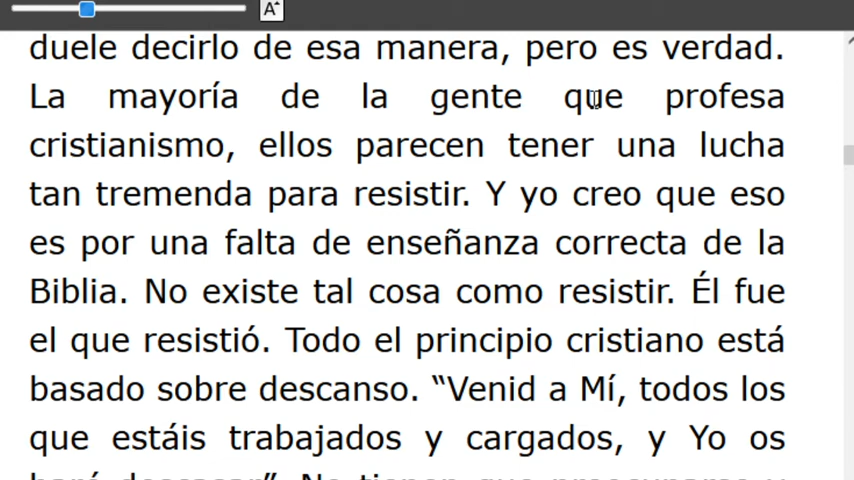 A
duele decirlo de esa manera, pero es verdad.
La mayoría de la gente que profesa
cristianismo, ellos parecen tener una lucha
tan tremenda para resistir. Y yo creo que eso
es por una falta de enseñanza correcta de la
Biblia. No existe tal cosa como resistir. Él fue
el que resistió. Todo el principio cristiano está
basado sobre descanso. “Venid a Mí, todos los
que estáis trabajados y cargados, y Yo os